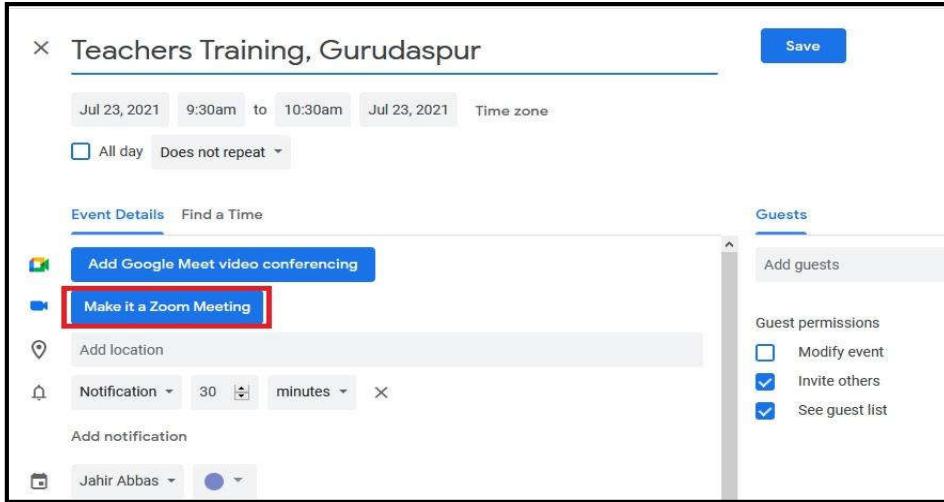 Teachers Training, Gurudaspur
Save
Jul 23, 2021 9:30am to 10:30am Jul 23, 2021 Time zone
All day Does not repeat
Event Details Find a Time
Guests
Add Google Meet video conferencing
Add guests
Make it a Zoom Meeting
Guest permissions
Add location
Modify event
Notification 30 minutes
Invite others
See guest list
Add notification
Jahir Abbas